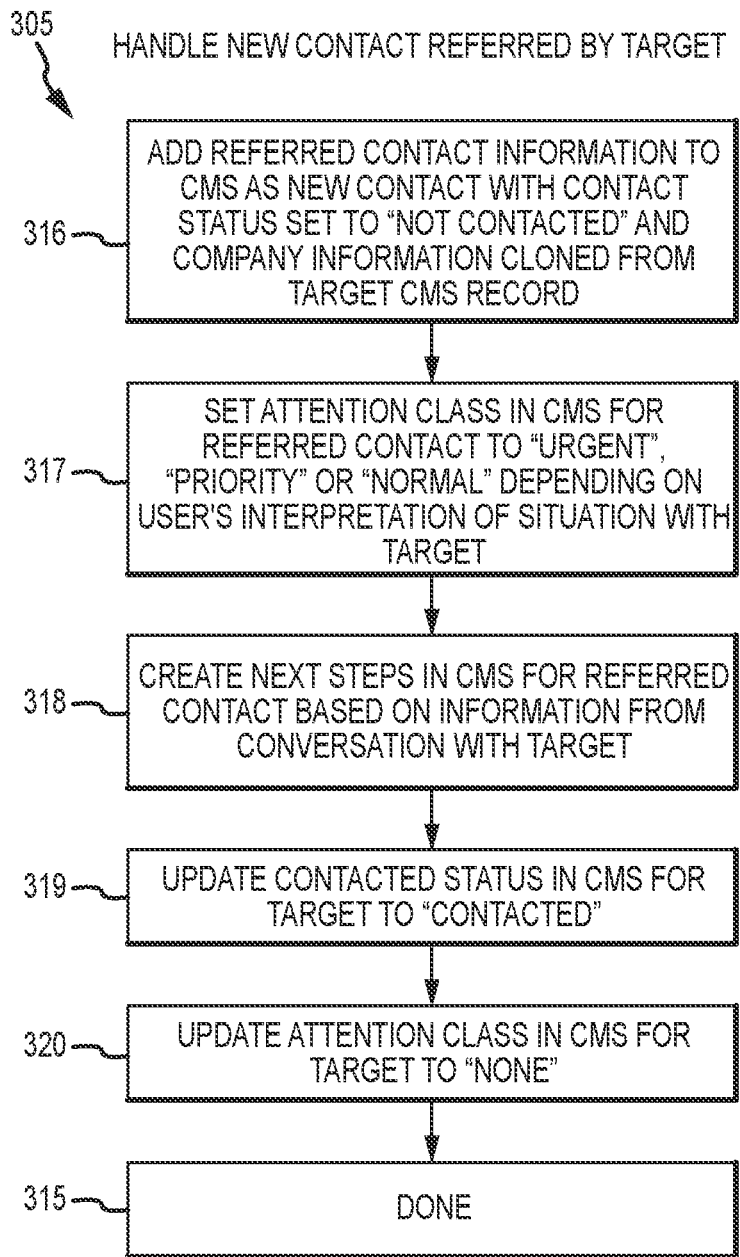 305
HANDLE NEW CONTACT REFERRED BY TARGET
ADD REFERRED CONTACT INFORMATION TO
CMS AS NEW CONTACT WITH CONTACT
STATUS SET TO “NOT CONTACTED” AND
COMPANY INFORMATION CLONED FROM
TARGET CMS RECORD
316
SET ATTENTION CLASS IN CMS FOR
REFERRED CONTACT TO “URGENT”,
“PRIORITY” OR “NORMAL” DEPENDING ON
USER'S INTERPRETATION OF SITUATION WITH
TARGET
317
CREATE NEXT STEPS IN CMS FOR REFERRED
CONTACT BASED ON INFORMATION FROM
CONVERSATION WITH TARGET
318
UPDATE CONTACTED STATUS IN CMS FOR
TARGET TO “CONTACTED”
319
UPDATE ATTENTION CLASS IN CMS FOR
TARGET TO “NONE”
320
DONE
315